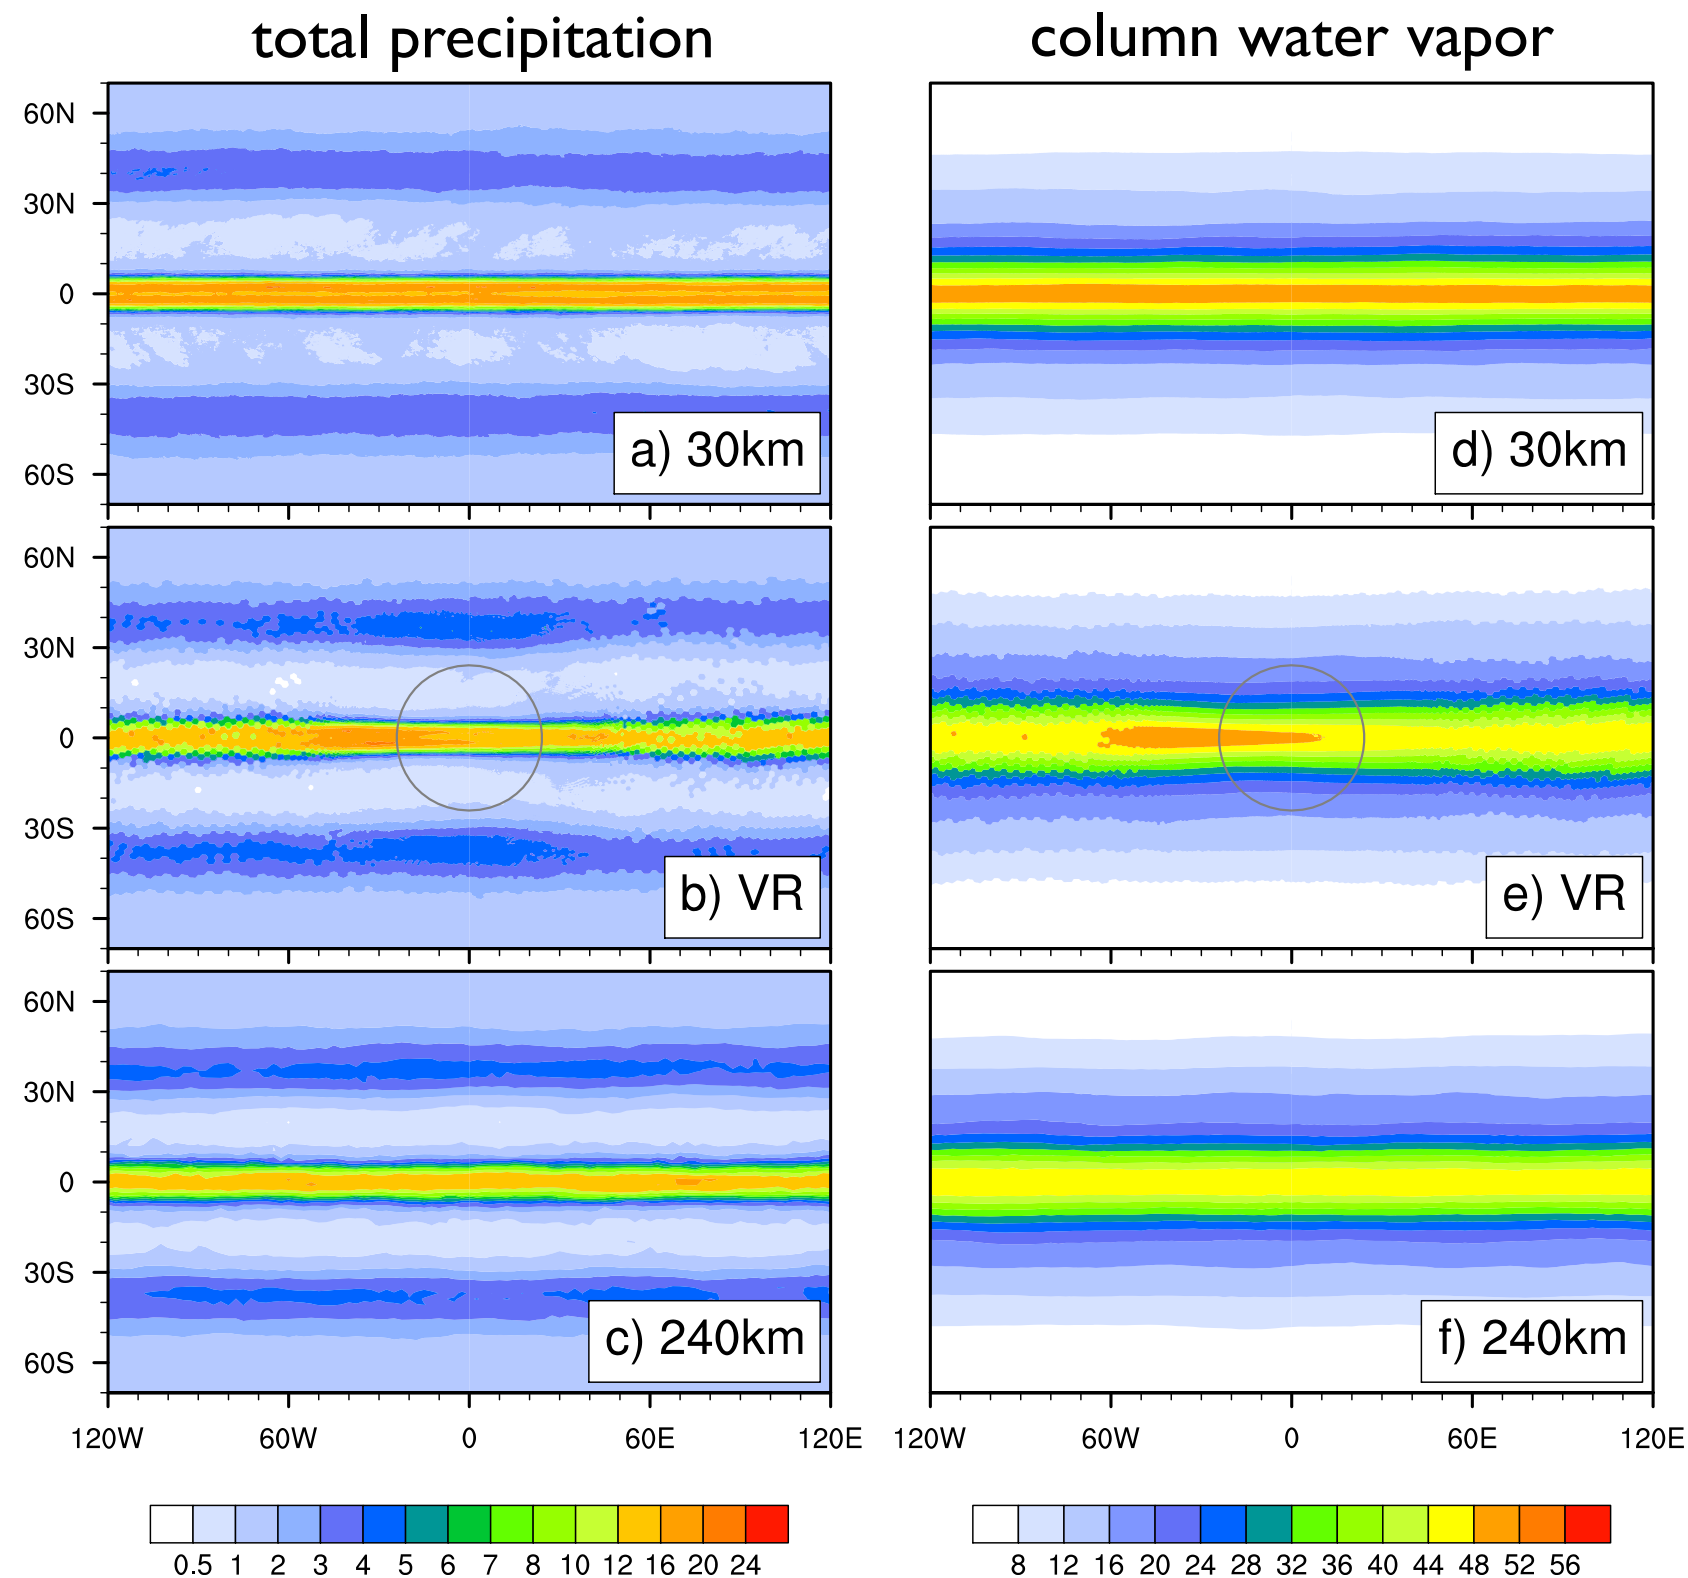 total precipitation
column water vapor
60N
30N
0
30S
60S
a) 30km
d) 30km
60N
30N
0
30S
60S
b) VR
e) VR
60N
30N
0
30S
60S
c) 240km
f) 240km
120W 60W 0 60E 120E
120W 60W 0 60E 120E
0.5 1 2 3 4 5 6 7 8 10 12 16 20 24
8 12 16 20 24 28 32 36 40 44 48 52 56